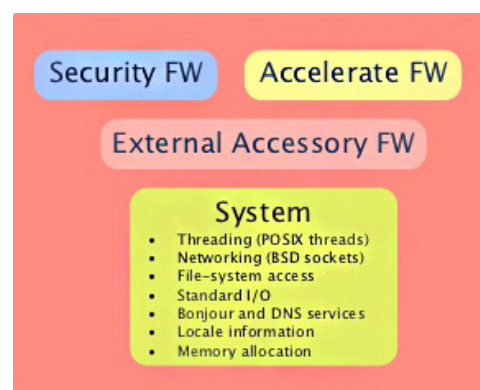 Security FW
Accelerate FW
External Accessory FW
System
• Threading (POSIX threads)
• Networking (BSD sockets)
• File-system access
• Standard I/O
• Bonjour and DNS services
• Locale information
• Memory allocation